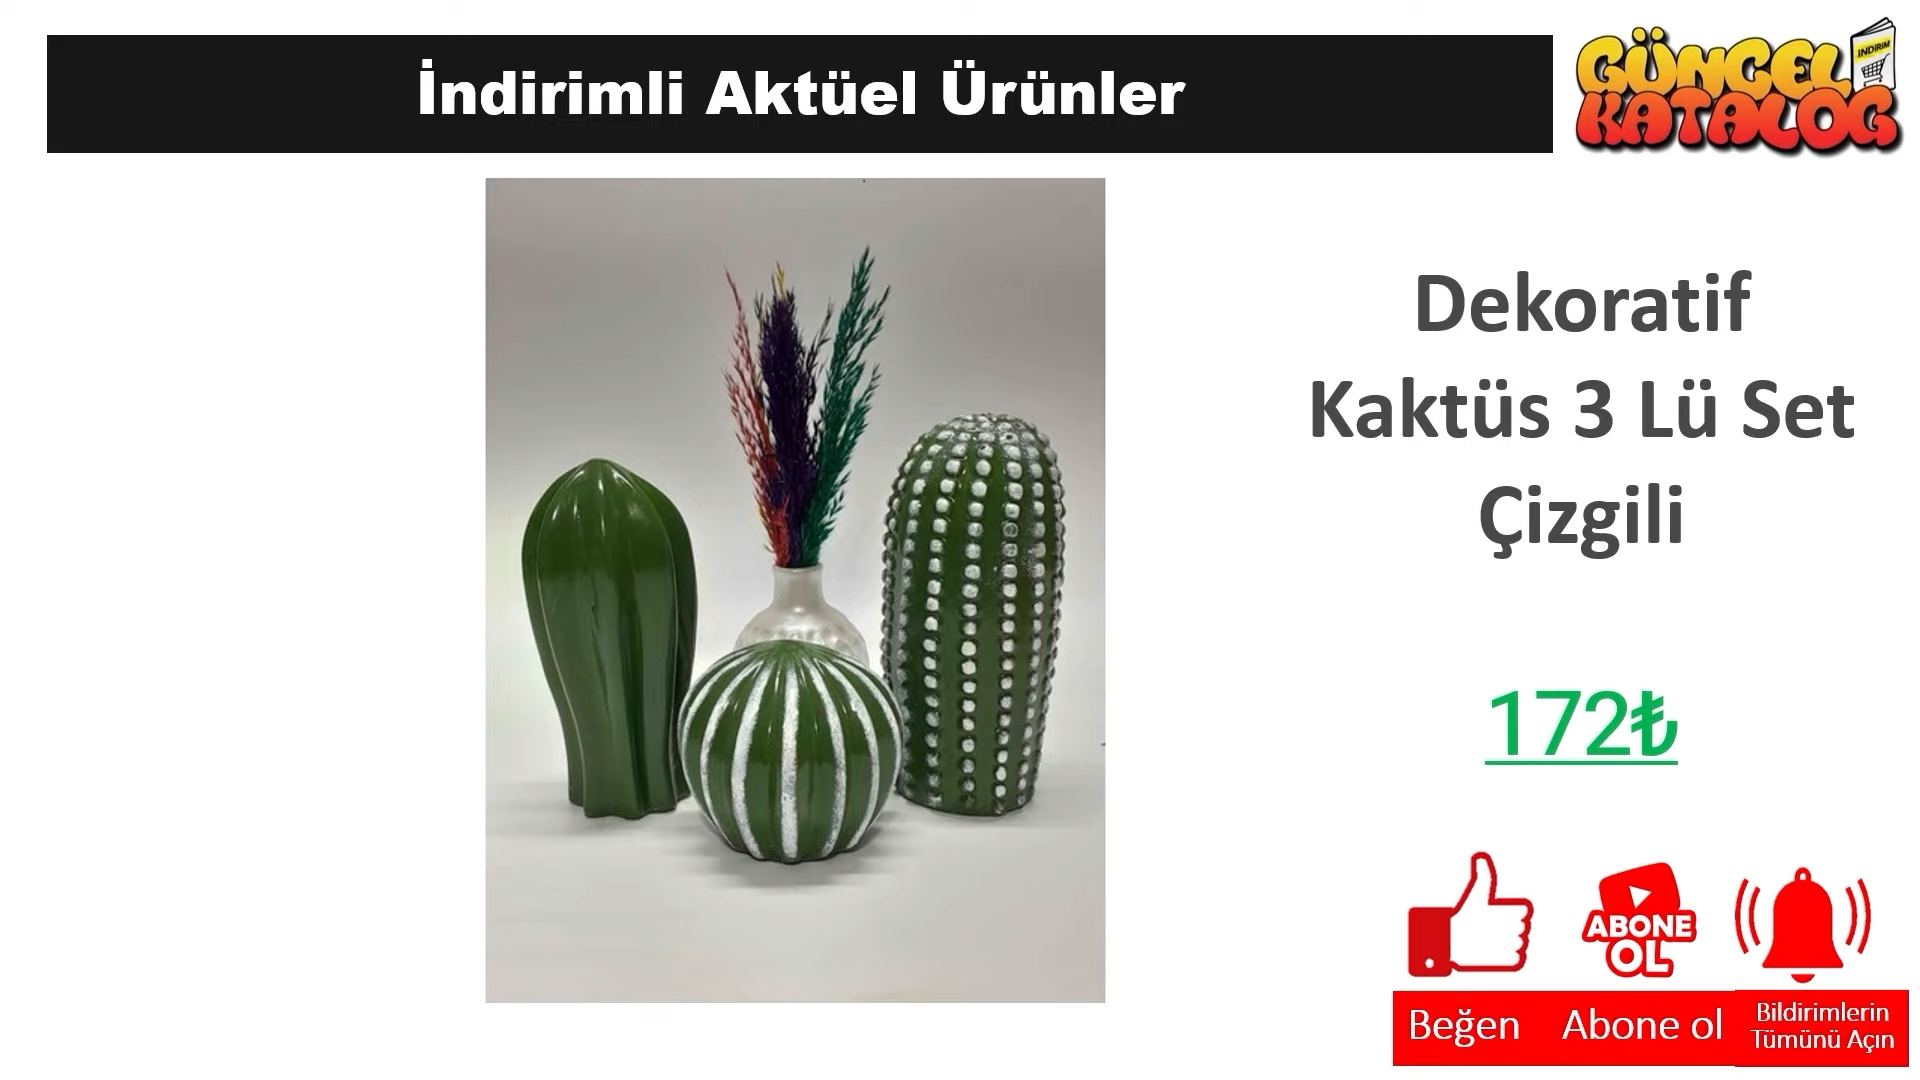 İndirimli Aktüel Ürünler
GÜNCEL
İNDİRİM
KATALOG
Dekoratif
Kaktüs 3 Lü Set
Çizgili
172₺
ABONE
OL
Beğen
Abone ol
Bildirimlerin
Tümünü Açın